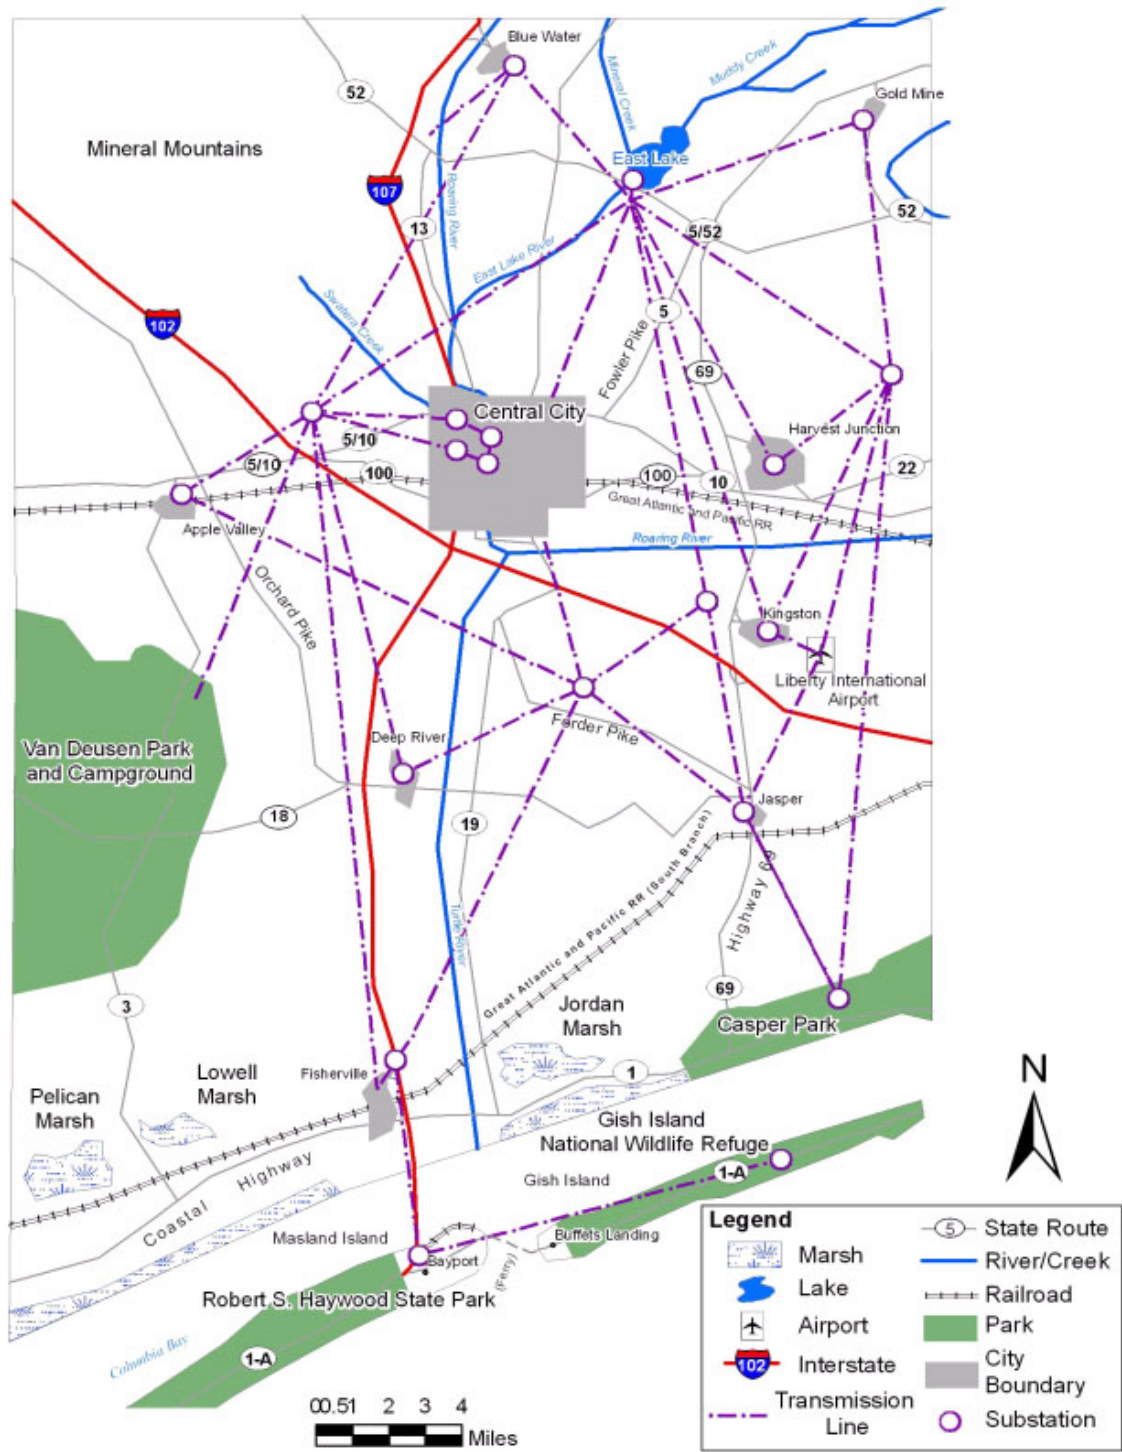 Blue Water
Mineral Creek
Muddy Creek
Gold Mine
52
Mineral Mountains
East Lake
107
Roaring River
13
52
5/52
East Lake River
Swatera Creek
102
5
Fowler Pike
69
Central City
Harvest Junction
5/10
5/10
100
100
10
22
Great Atlantic and Pacific RR
Apple Valley
Roaring River
Orchard Pike
Kingston
Liberty International
Airport
Forder Pike
Deep River
Van Deusen Park
and Campground
Jasper
18
19
Great Atlantic and Pacific RR (South Branch)
Highway 69
Turtle River
69
Jordan
Marsh
Casper Park
3
Lowell
Marsh
Fisherville
1
Pelican
Marsh
N
Gish Island
National Wildlife Refuge
1-A
Coastal Highway
Gish Island
Masland Island
Buffets Landing
Bayport
(Ferry)
Robert S. Haywood State Park
Columbia Bay
1-A
00.51 2 3 4
Miles
Legend
Marsh
Lake
Airport
102
Interstate
Transmission
Line
5
State Route
River/Creek
Railroad
Park
City
Boundary
Substation